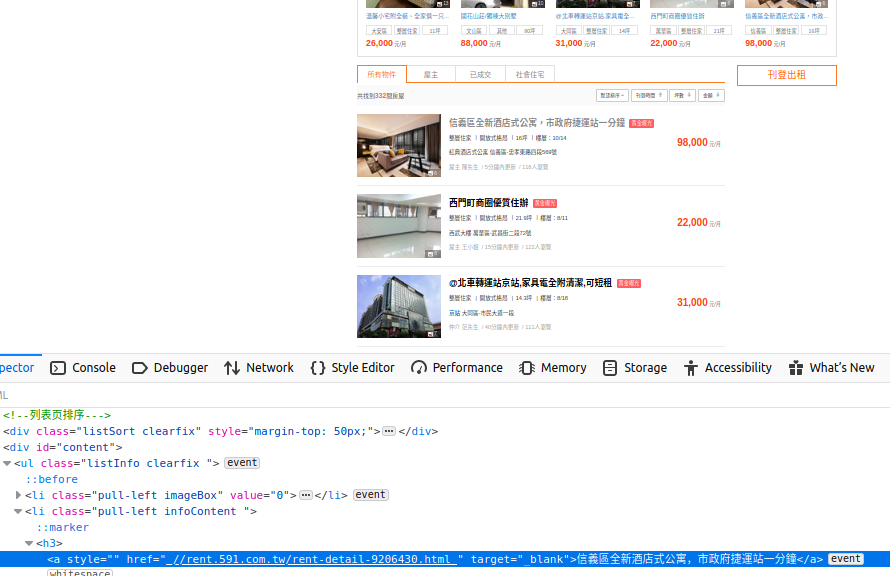 溫馨小宅附全傢、全家僑一只...
大安區 整層住家 11坪
26,000 元/月
陽花山莊/獨棟大別墅
文山區 其他 80坪
88,000 元/月
@北車轉運站京站,家具電全...
大同區 整層住家 14坪
31,000 元/月
西門町商圈優質住辦
萬華區 整層住家 21坪
22,000 元/月
信義區全新酒店式公寓，市政...
信義區 整層住家 16坪
98,000 元/月
所有物件 屋主 已成交 社會住宅
刊登出租
共找到332間房屋
默認順序
刊登時間
坪數
金額
信義區全新酒店式公寓，市政府捷運站一分鐘 黃金曝光
整層住家 | 開放式格局 | 16坪 | 樓層：10/14
紅典酒店式公寓 信義區-忠孝東路四段569號
屋主 陳先生 / 5分鐘內更新 / 118人瀏覽
98,000 元/月
西門町商圈優質住辦 黃金曝光
整層住家 | 開放式格局 | 21.9坪 | 樓層：8/11
西武大樓 萬華區-武昌街二段72號
屋主 王小姐 / 15分鐘內更新 / 122人瀏覽
22,000 元/月
@北車轉運站京站,家具電全附清潔,可短租 黃金曝光
整層住家 | 開放式格局 | 14.3坪 | 樓層：8/16
京站 大同區-市民大道一段
仲介 范先生 / 40分鐘內更新 / 111人瀏覽
31,000 元/月
pector Console Debugger Network Style Editor Performance Memory Storage Accessibility What's New
ML
<!--列表页排序--->
<div class="listSort clearfix" style="margin-top: 50px;">⋯</div>
<div id="content">
<ul class="listInfo clearfix "> event
::before
<li class="pull-left imageBox" value="0">⋯</li> event
<li class="pull-left infoContent ">
::marker
<h3>
<a style="" href=" //rent.591.com.tw/rent-detail-9206430.html " target="_blank">信義區全新酒店式公寓，市政府捷運站一分鐘</a> event
whitespace